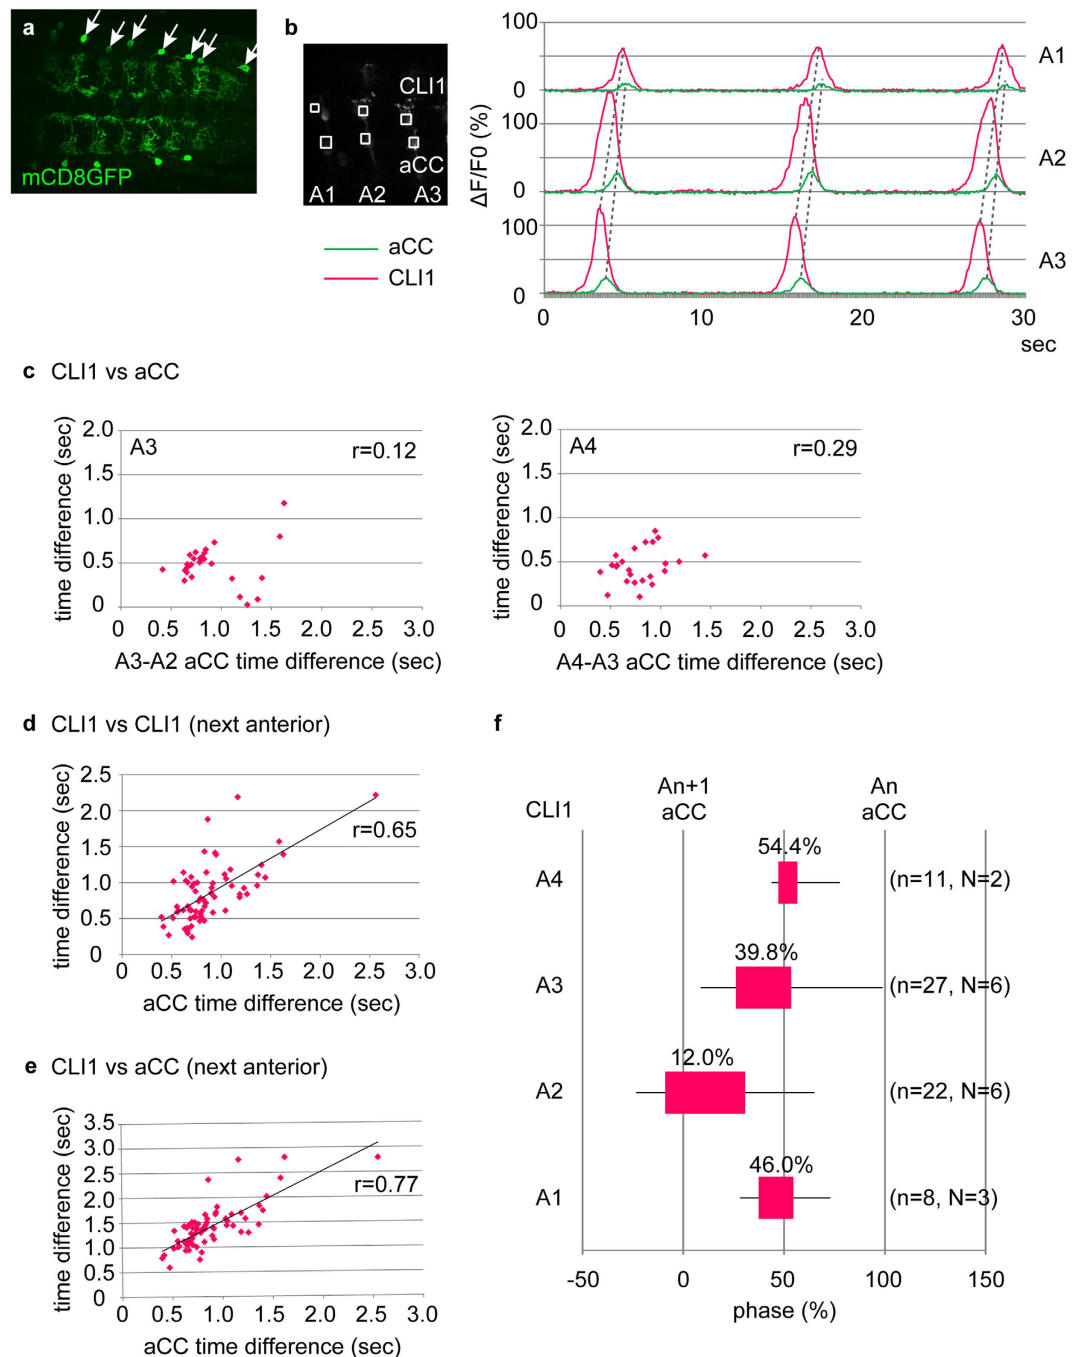 a
mCD8GFP
b
CLI1
aCC
A1 A2 A3
aCC
CLI1
ΔF/F0 (%)
100
0
100
0
100
0
A1
A2
A3
0 10 20 30
sec
c CLI1 vs aCC
time difference (sec)
2.0
1.5
1.0
0.5
0
A3
r=0.12
0 0.5 1.0 1.5 2.0 2.5 3.0
A3-A2 aCC time difference (sec)
time difference (sec)
2.0
1.5
1.0
0.5
0
A4
r=0.29
0 0.5 1.0 1.5 2.0 2.5 3.0
A4-A3 aCC time difference (sec)
d CLI1 vs CLI1 (next anterior)
time difference (sec)
2.5
2.0
1.5
1.0
0.5
0
r=0.65
0 0.5 1.0 1.5 2.0 2.5 3.0
aCC time difference (sec)
e CLI1 vs aCC (next anterior)
time difference (sec)
3.5
3.0
2.5
2.0
1.5
1.0
0.5
0
r=0.77
0 0.5 1.0 1.5 2.0 2.5 3.0
aCC time difference (sec)
f
CLI1
An+1
aCC
An
aCC
A4
54.4%
(n=11, N=2)
A3
39.8%
(n=27, N=6)
A2
12.0%
(n=22, N=6)
A1
46.0%
(n=8, N=3)
-50 0 50 100 150
phase (%)